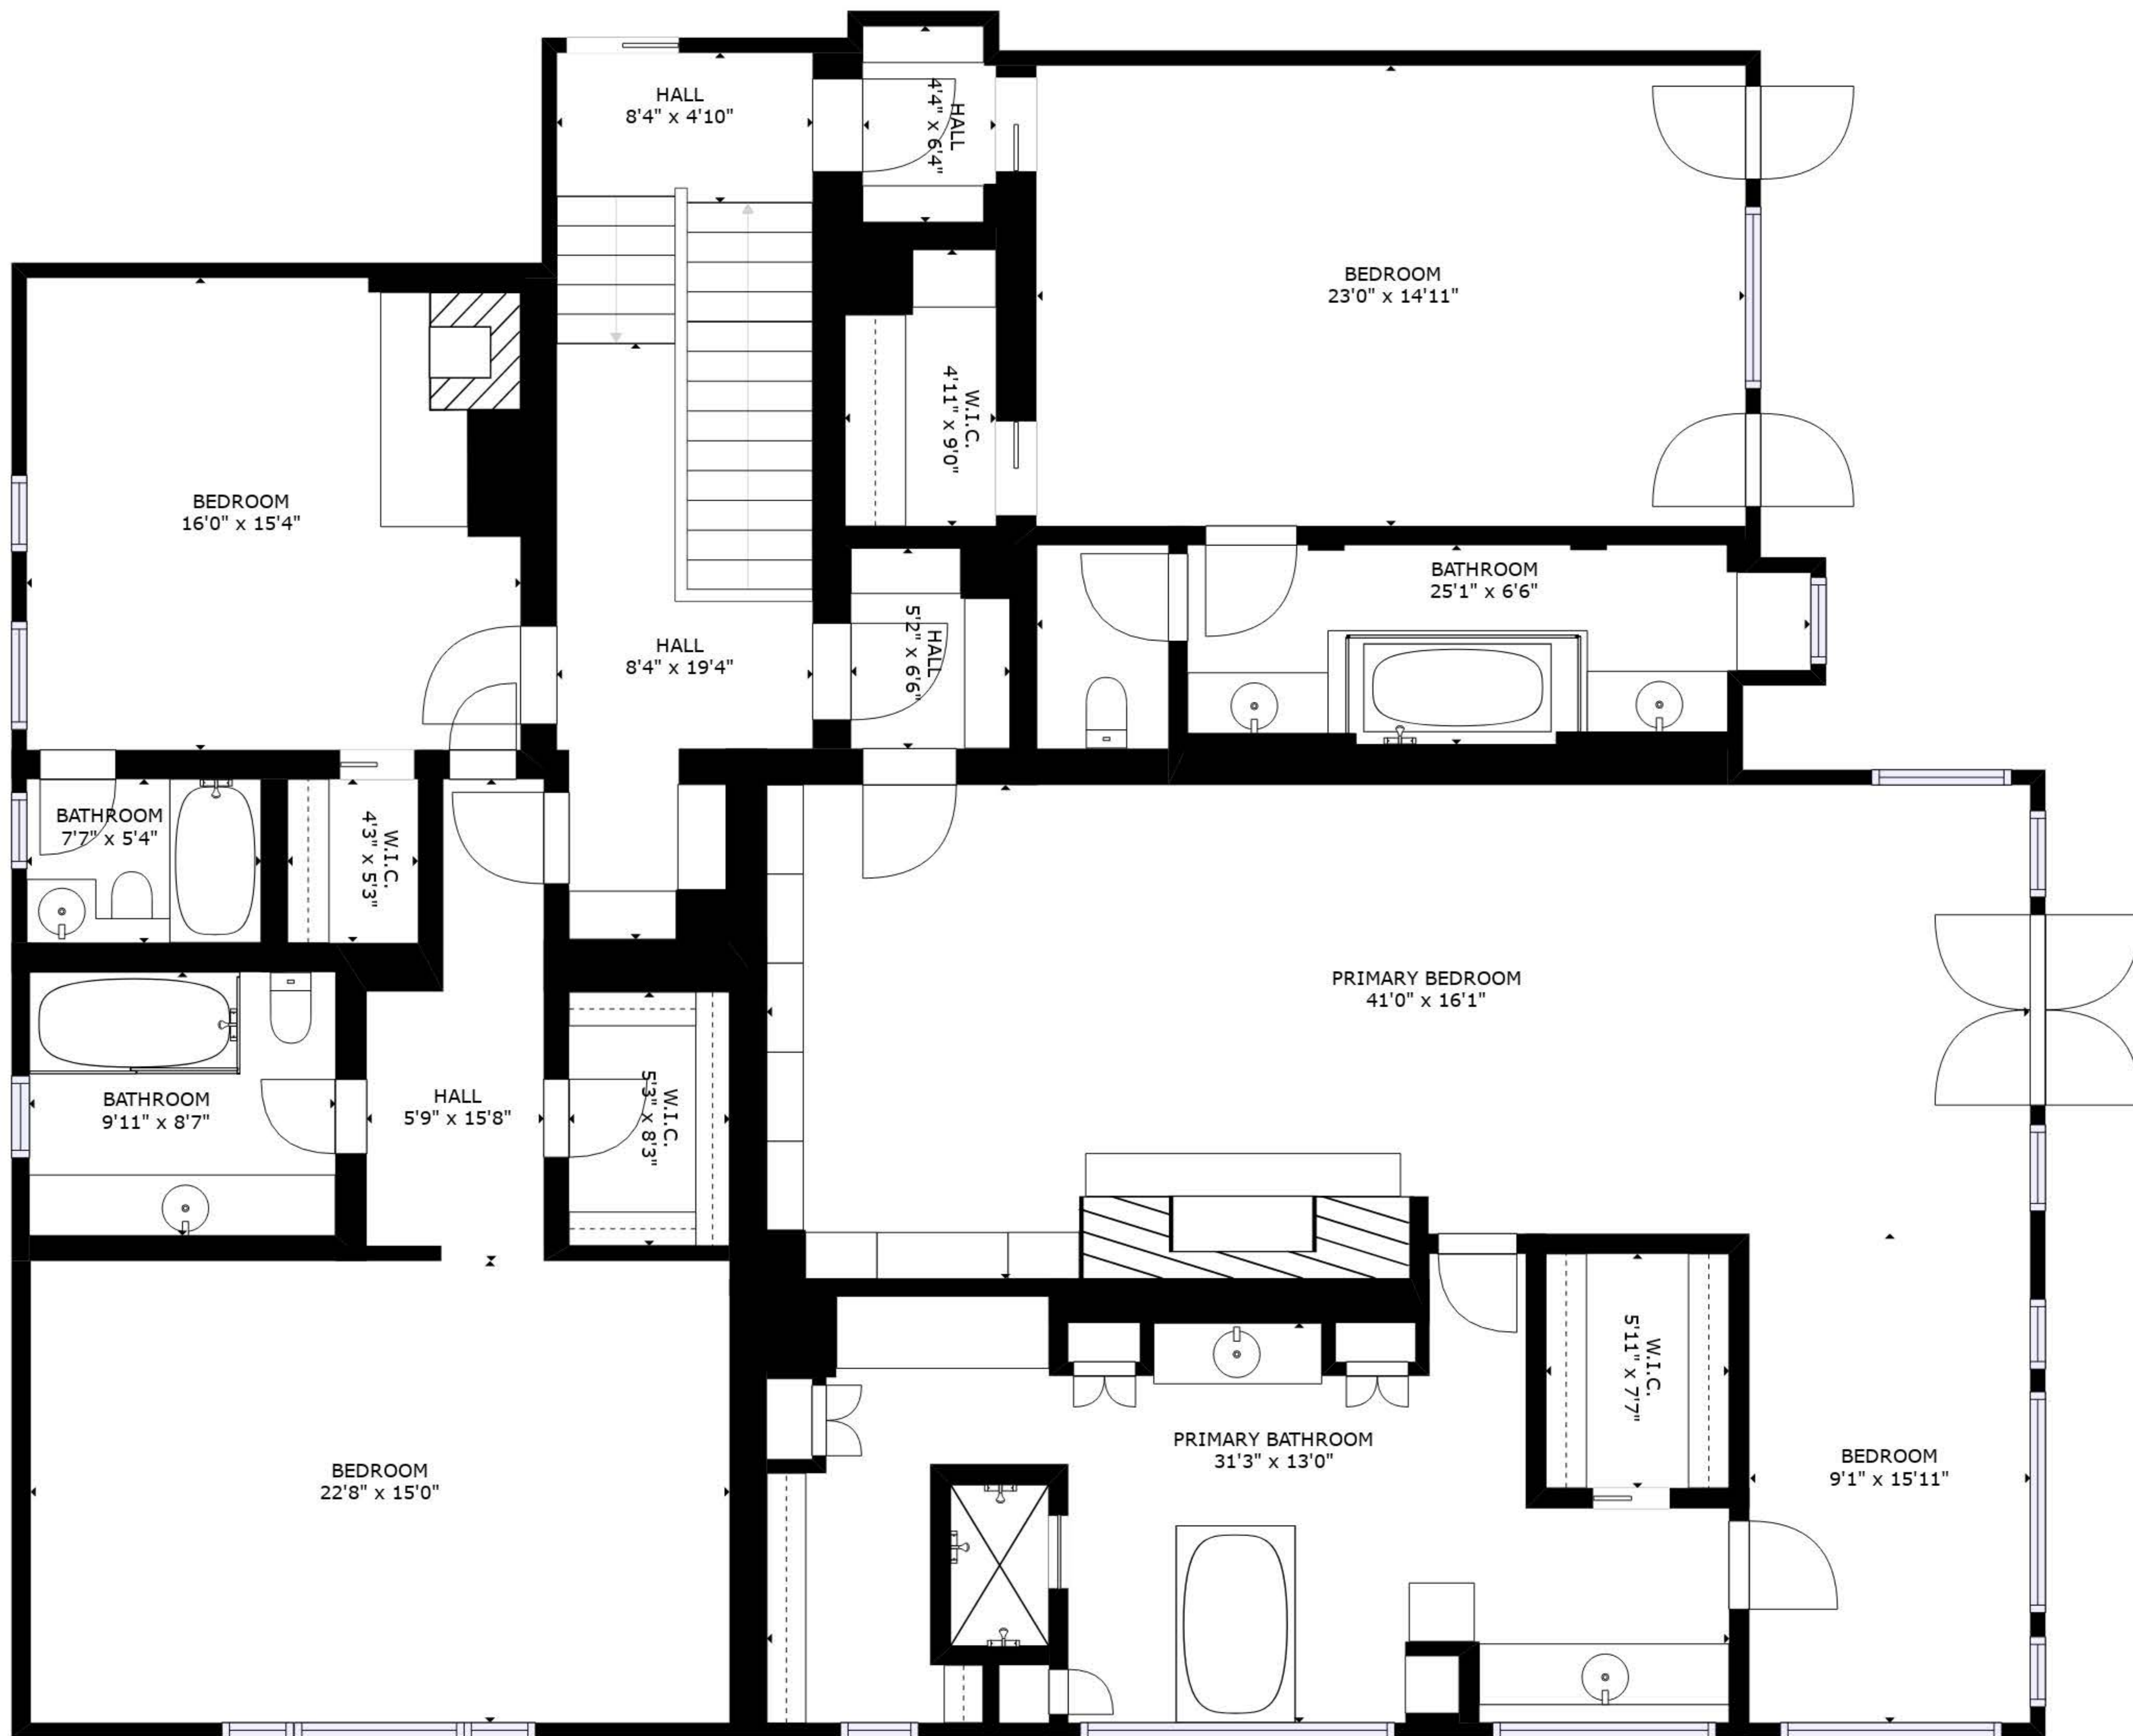 HALL
8'4" x 4'10"
HALL
4'4" x 6'4"
BEDROOM
23'0" x 14'11"
W.I.C.
4'11" x 9'0"
BEDROOM
16'0" x 15'4"
BATHROOM
25'1" x 6'6"
HALL
8'4" x 19'4"
HALL
5'2" x 6'6"
BATHROOM
7'7" x 5'4"
W.I.C.
4'3" x 5'3"
PRIMARY BEDROOM
41'0" x 16'1"
BATHROOM
9'11" x 8'7"
HALL
5'9" x 15'8"
W.I.C.
5'3" x 8'3"
W.I.C.
5'11" x 7'7"
PRIMARY BATHROOM
31'3" x 13'0"
BEDROOM
9'1" x 15'11"
BEDROOM
22'8" x 15'0"